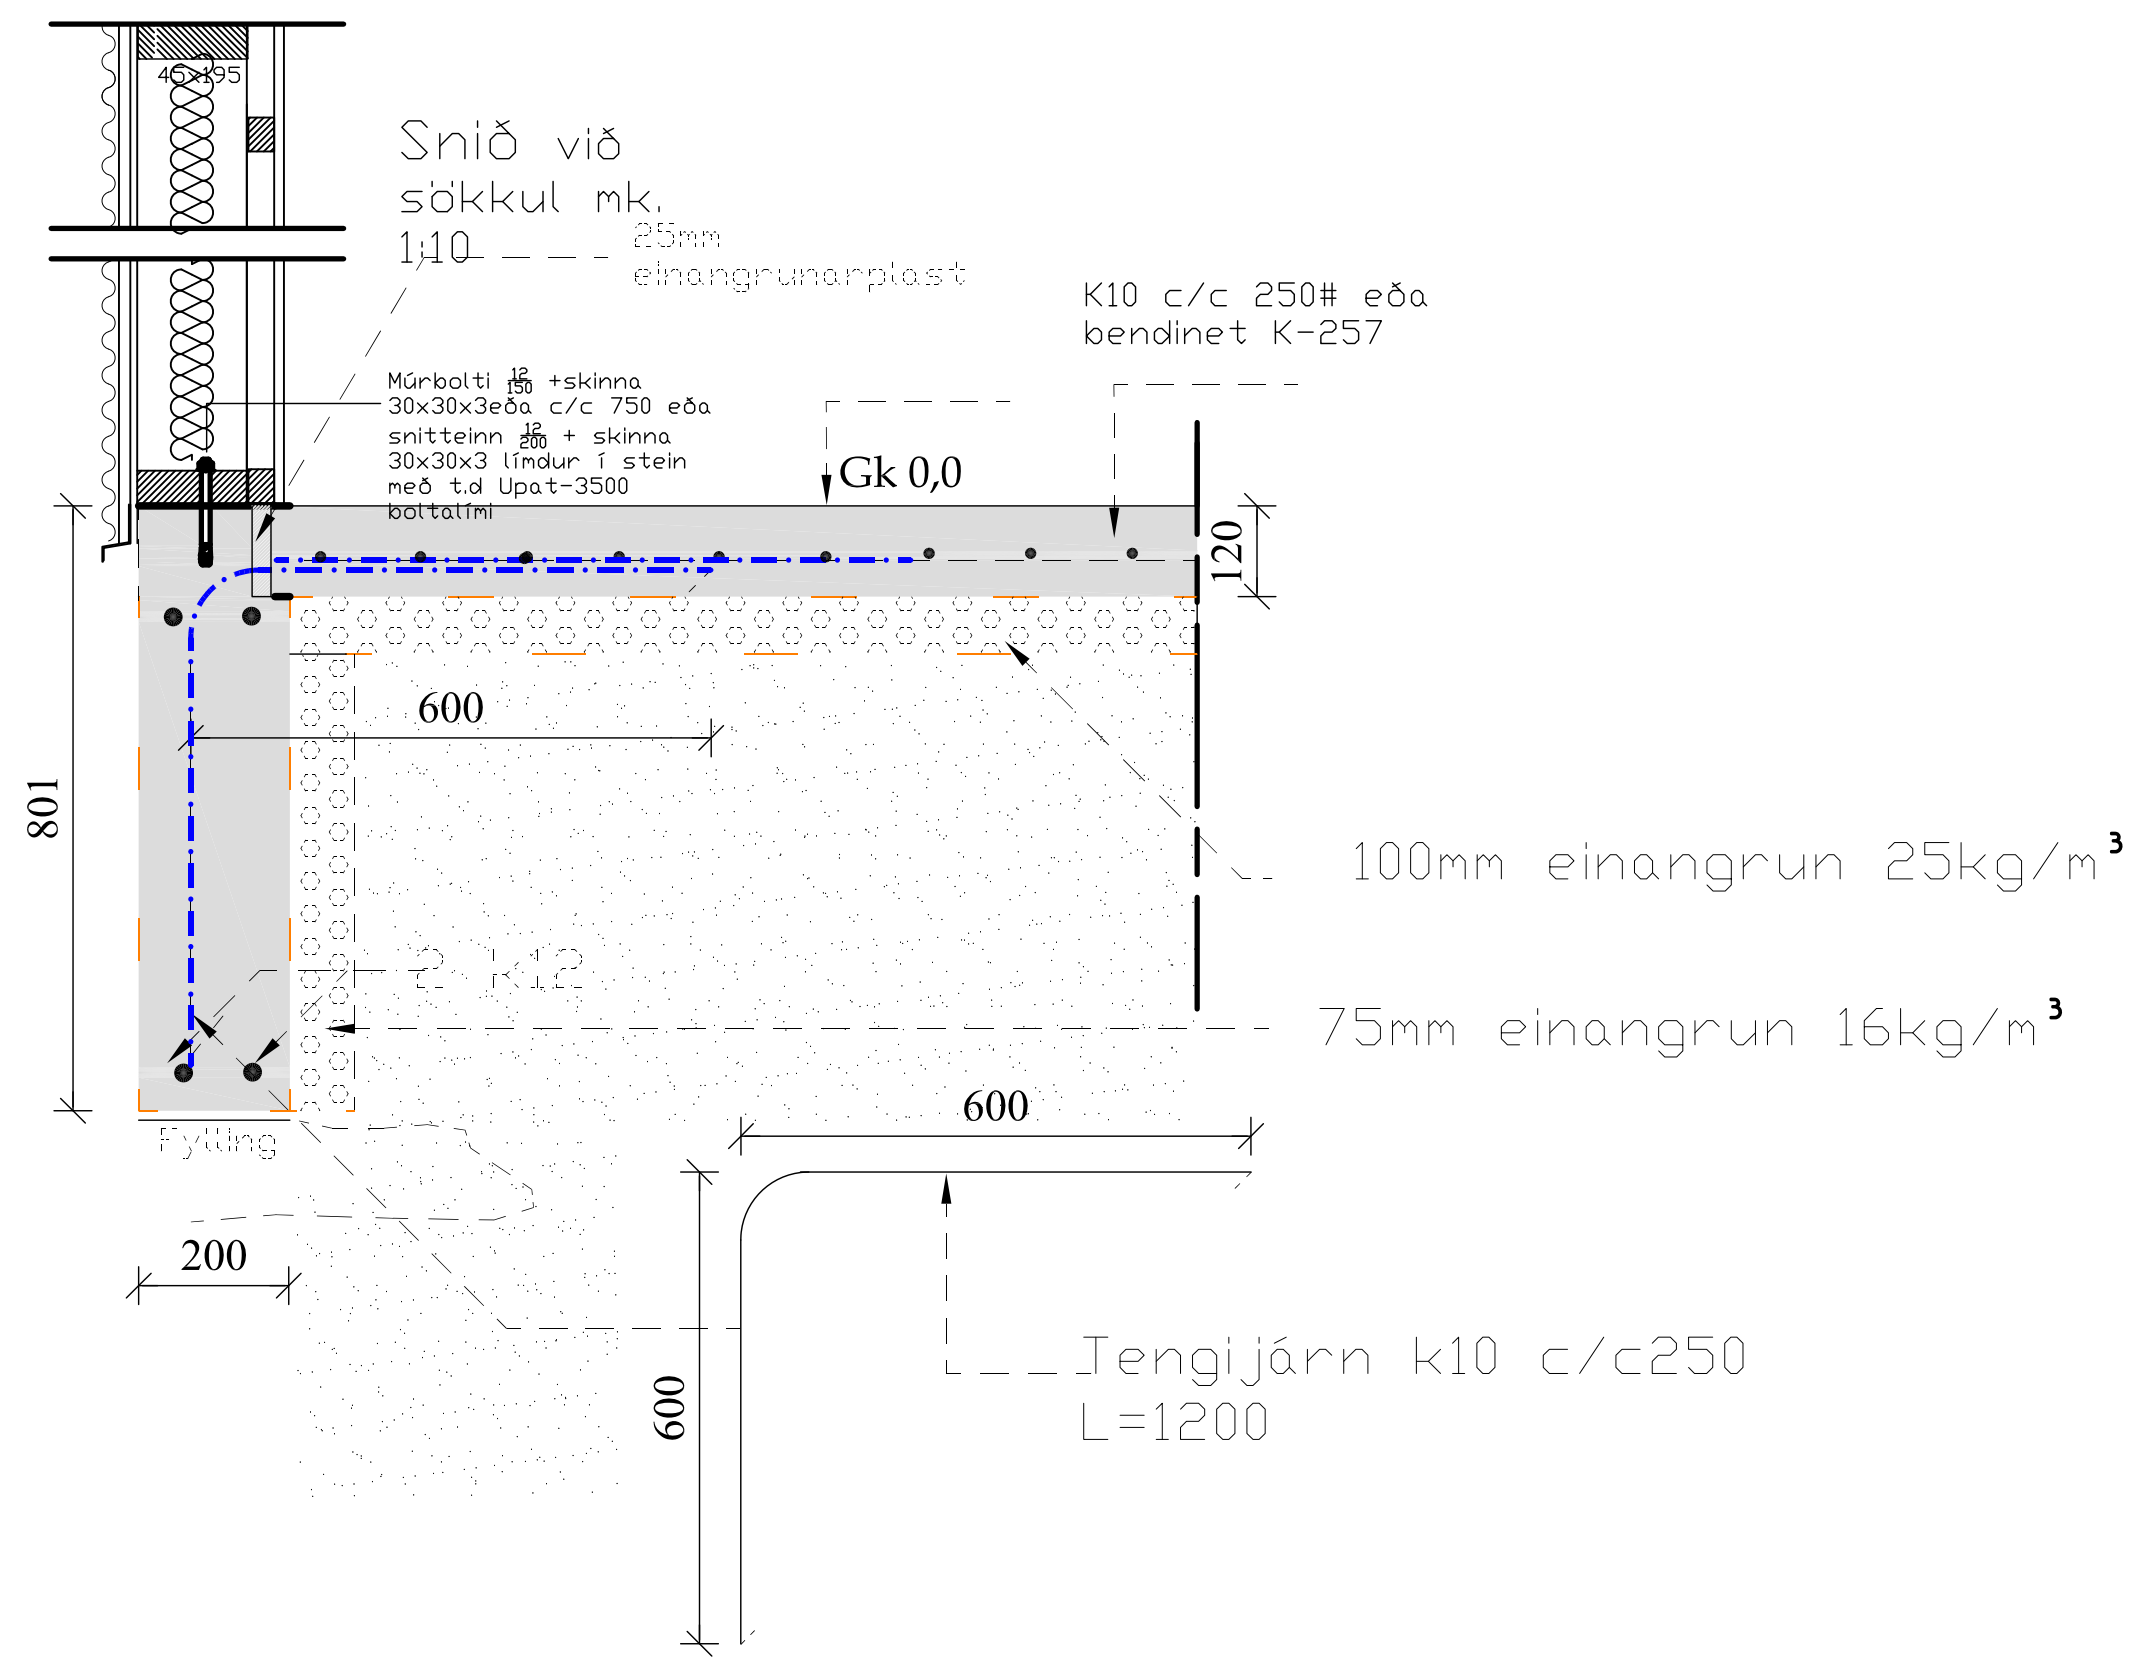 45x195
Snið við
sökkul mk.
1:10
25mm
einangrunarplast
K10 c/c 250# eða
bendinet K-257
Múrbolti 12/150 +skinna
30x30x3eða c/c 750 eða
snitteinn 12/200 + skinna
30x30x3 límdur í stein
með t.d Upat-3500
boltalími
Gk 0,0
120
600
801
100mm einangrun 25kg/m³
2 K12
75mm einangrun 16kg/m³
600
Fylling
200
600
Tengijárn k10 c/c250
L=1200